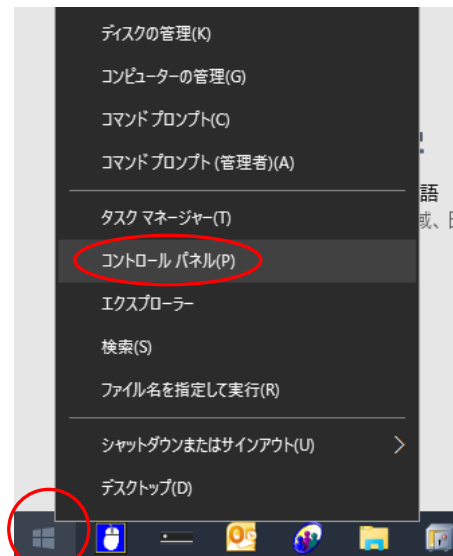 ディスクの管理(K)
コンピューターの管理(G)
コマンド プロンプト(C)
コマンド プロンプト (管理者)(A)
タスク マネージャー(T)
コントロール パネル(P)
エクスプローラー
検索(S)
ファイル名を指定して実行(R)
シャットダウンまたはサインアウト(U)
デスクトップ(D)
語
域、